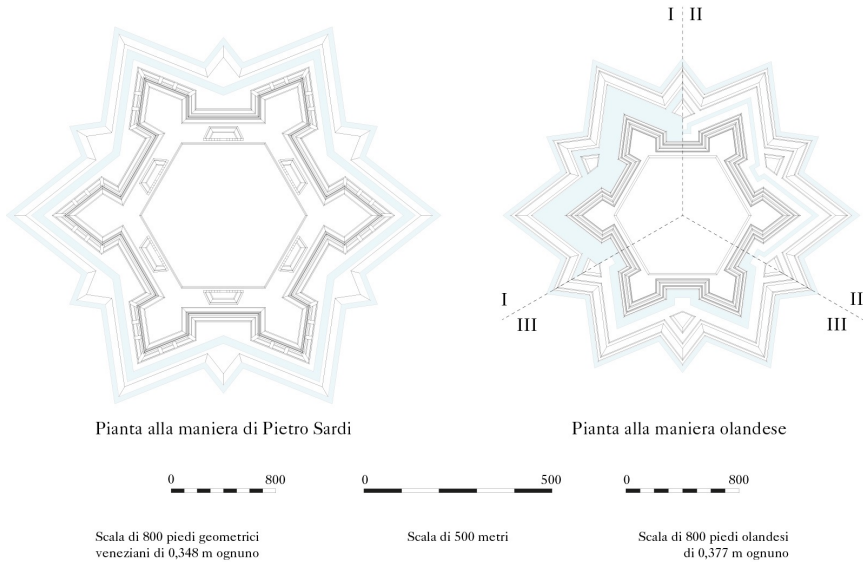 I II
I
III
II
III
Pianta alla maniera di Pietro Sardi
Pianta alla maniera olandese
0 800
0 500
0 800
Scala di 800 piedi geometrici
veneziani di 0,348 m ognuno
Scala di 500 metri
Scala di 800 piedi olandesi
di 0,377 m ognuno